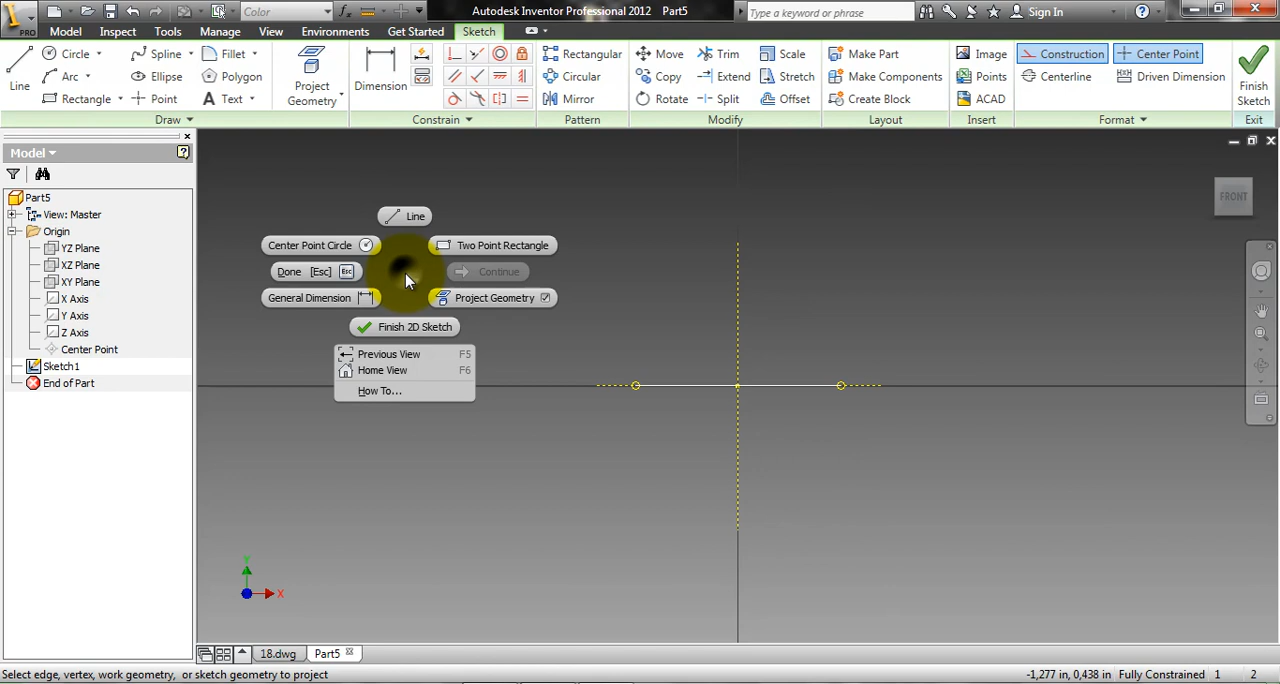 PRO
Color
Autodesk Inventor Professional 2012   Part5
Type a keyword or phrase
Sign In
Model Inspect Tools Manage View Environments Get Started Sketch
Line
Circle
Arc
Rectangle
Spline
Ellipse
Point
Fillet
Polygon
Text
Project
Geometry
Dimension
Rectangular
Circular
Mirror
Move
Copy
Rotate
Trim
Extend
Split
Scale
Stretch
Offset
Make Part
Make Components
Create Block
Image
Points
ACAD
Construction
Centerline
Center Point
Driven Dimension
Finish
Sketch
Draw Constrain Pattern Modify Layout Insert Format Exit
Model
Part5
View: Master
Origin
YZ Plane
XZ Plane
XY Plane
X Axis
Y Axis
Z Axis
Center Point
Sketch1
End of Part
Line
Center Point Circle
Two Point Rectangle
Done [Esc] Esc
Continue
General Dimension
Project Geometry
Finish 2D Sketch
Previous View F5
Home View F6
How To...
FRONT
Y
X
18.dwg
Part5
Select edge, vertex, work geometry, or sketch geometry to project
-1,277 in, 0,438 in Fully Constrained 1 2